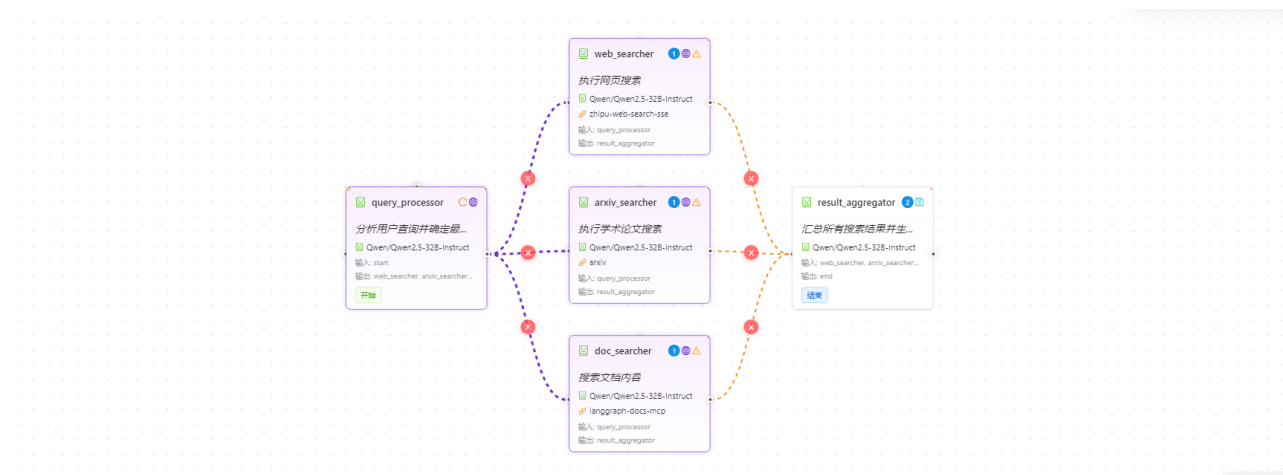 web_searcher 1
执行网页搜索
Qwen/Qwen2.5-32B-Instruct
zhipu-web-search-sse
输入: query_processor
输出: result_aggregator
query_processor
分析用户查询并确定最...
Qwen/Qwen2.5-32B-Instruct
输入: start
输出: web_searcher, arxiv_searcher...
开始
arxiv_searcher 1
执行学术论文搜索
Qwen/Qwen2.5-32B-Instruct
arxiv
输入: query_processor
输出: result_aggregator
result_aggregator 2
汇总所有搜索结果并生...
Qwen/Qwen2.5-32B-Instruct
输入: web_searcher, arxiv_searcher...
输出: end
结束
doc_searcher 1
搜索文档内容
Qwen/Qwen2.5-32B-Instruct
langgraph-docs-mcp
输入: query_processor
输出: result_aggregator